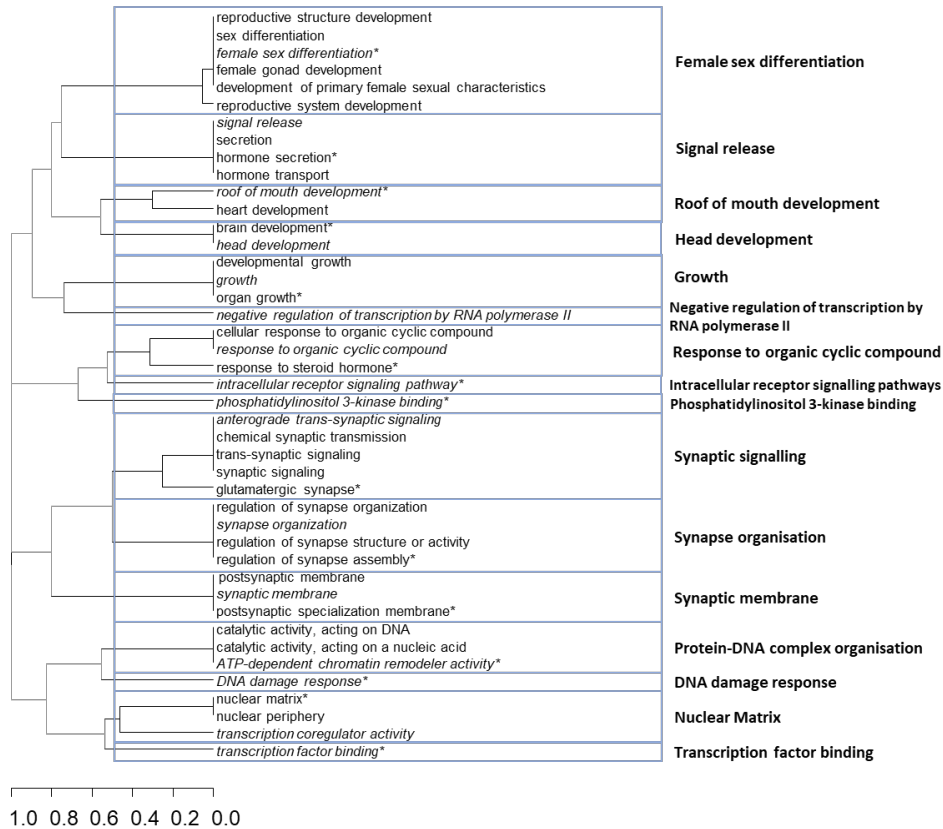 reproductive structure development
sex differentiation
female sex differentiation*
female gonad development
development of primary female sexual characteristics
reproductive system development
Female sex differentiation
signal release
secretion
hormone secretion*
hormone transport
Signal release
roof of mouth development*
heart development
Roof of mouth development
brain development*
head development
Head development
developmental growth
growth
organ growth*
Growth
negative regulation of transcription by RNA polymerase II
Negative regulation of transcription by
RNA polymerase II
cellular response to organic cyclic compound
response to organic cyclic compound
response to steroid hormone*
Response to organic cyclic compound
intracellular receptor signaling pathway*
Intracellular receptor signalling pathways
phosphatidylinositol 3-kinase binding*
Phosphatidylinositol 3-kinase binding
anterograde trans-synaptic signaling
chemical synaptic transmission
trans-synaptic signaling
synaptic signaling
glutamatergic synapse*
Synaptic signalling
regulation of synapse organization
synapse organization
regulation of synapse structure or activity
regulation of synapse assembly*
Synapse organisation
postsynaptic membrane
synaptic membrane
postsynaptic specialization membrane*
Synaptic membrane
catalytic activity, acting on DNA
catalytic activity, acting on a nucleic acid
ATP-dependent chromatin remodeler activity*
Protein-DNA complex organisation
DNA damage response*
DNA damage response
nuclear matrix*
nuclear periphery
transcription coregulator activity
Nuclear Matrix
transcription factor binding*
Transcription factor binding
1.0 0.8 0.6 0.4 0.2 0.0